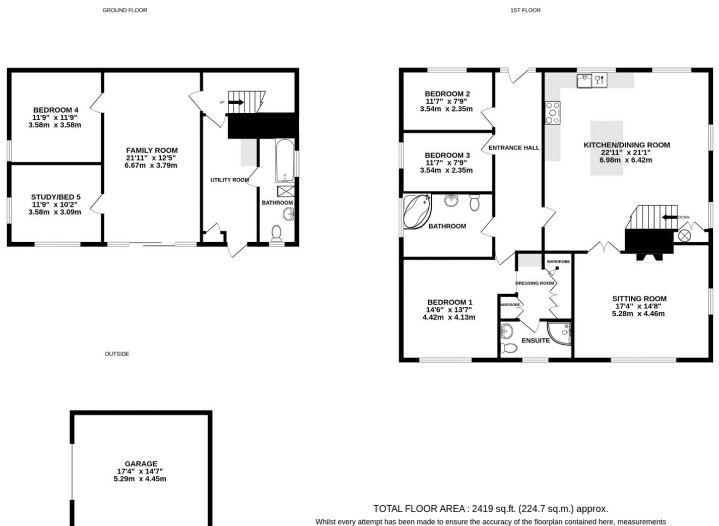 GROUND FLOOR
1ST FLOOR
BEDROOM 4
11'9" x 11'9"
3.58m x 3.58m
FAMILY ROOM
21'11" x 12'5"
6.67m x 3.79m
UP
UTILITY ROOM
BATHROOM
STUDY/BED 5
11'9" x 10'2"
3.58m x 3.09m
BEDROOM 2
11'7" x 7'9"
3.54m x 2.35m
ENTRANCE HALL
KITCHEN/DINING ROOM
22'11" x 21'1"
6.98m x 6.42m
BEDROOM 3
11'7" x 7'9"
3.54m x 2.35m
BATHROOM
DOWN
WARDROBE
DRESSING ROOM
WARDROBE
BEDROOM 1
14'6" x 13'7"
4.42m x 4.13m
SITTING ROOM
17'4" x 14'8"
5.28m x 4.46m
ENSUITE
OUTSIDE
GARAGE
17'4" x 14'7"
5.29m x 4.45m
TOTAL FLOOR AREA : 2419 sq.ft. (224.7 sq.m.) approx.
Whilst every attempt has been made to ensure the accuracy of the floorplan contained here, measurements